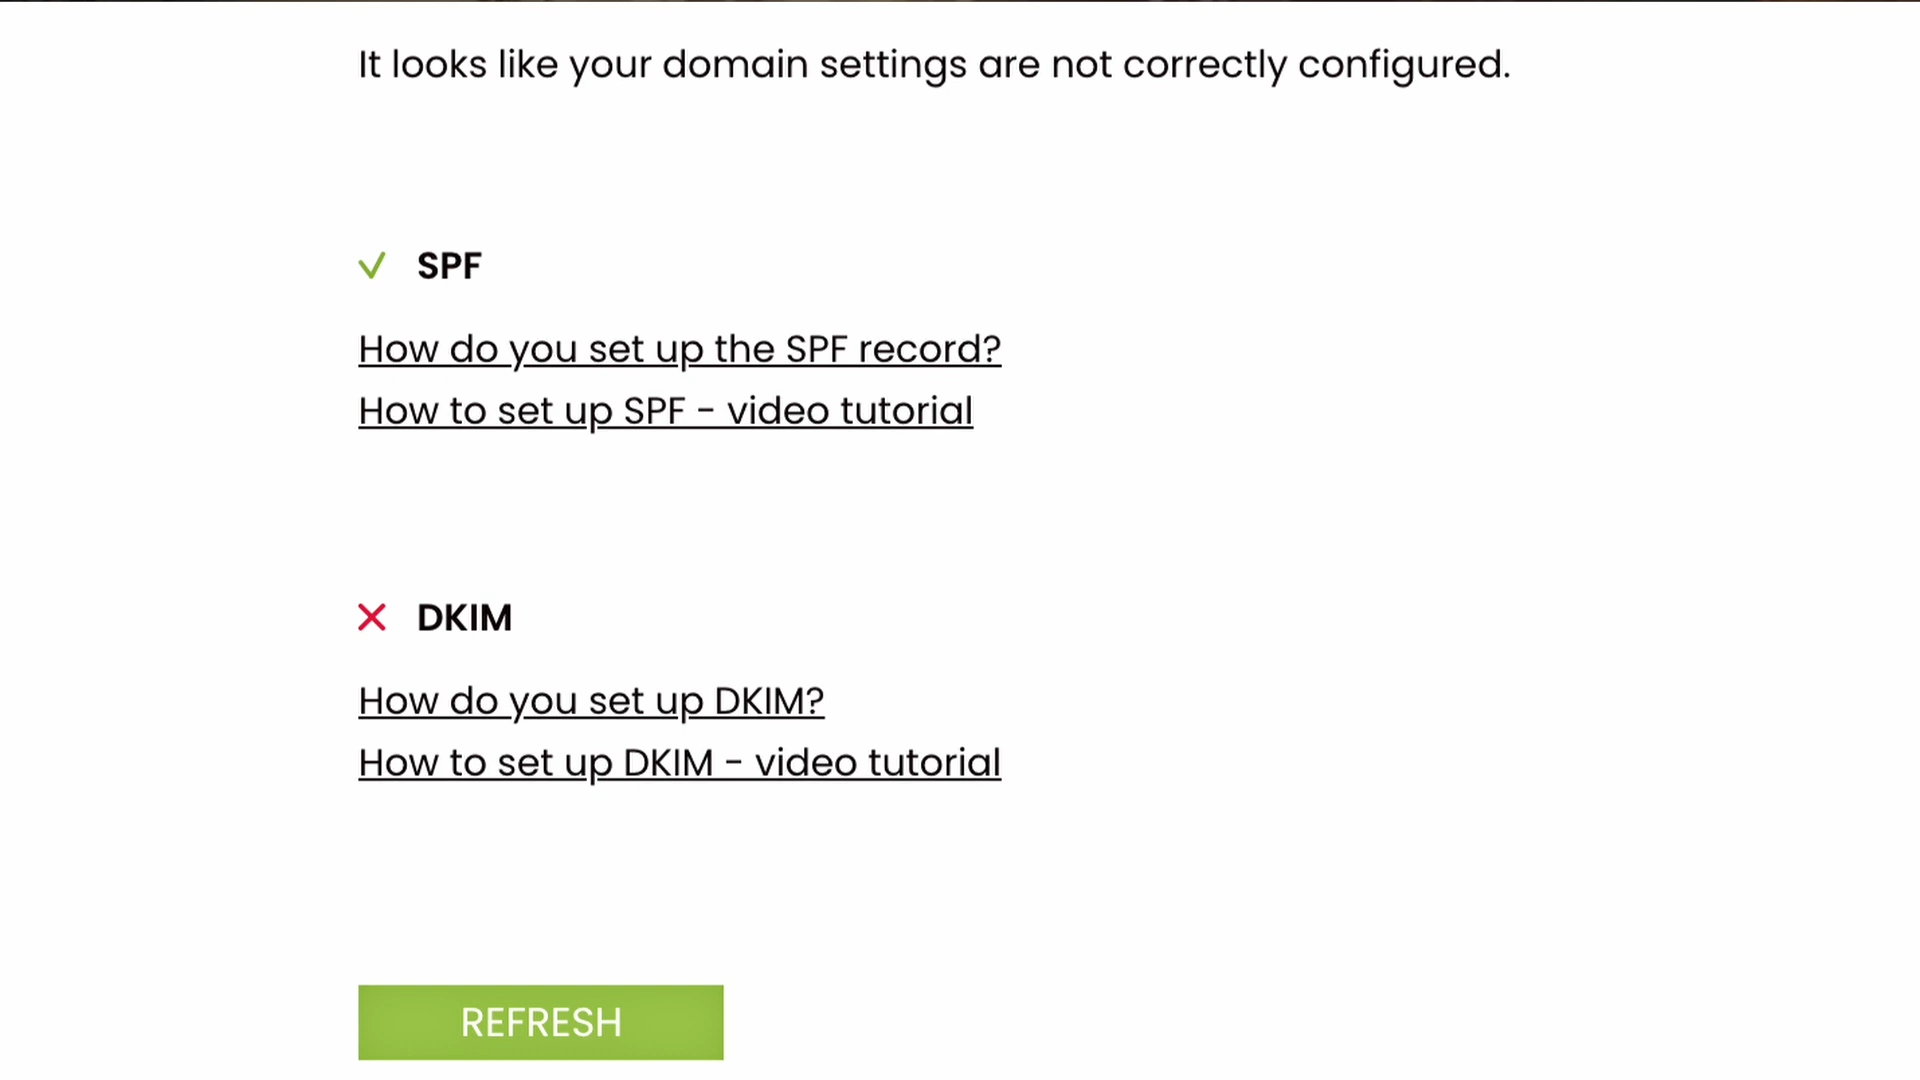 It looks like your domain settings are not correctly configured.
SPF
How do you set up the SPF record?
How to set up SPF - video tutorial
DKIM
How do you set up DKIM?
How to set up DKIM - video tutorial
REFRESH